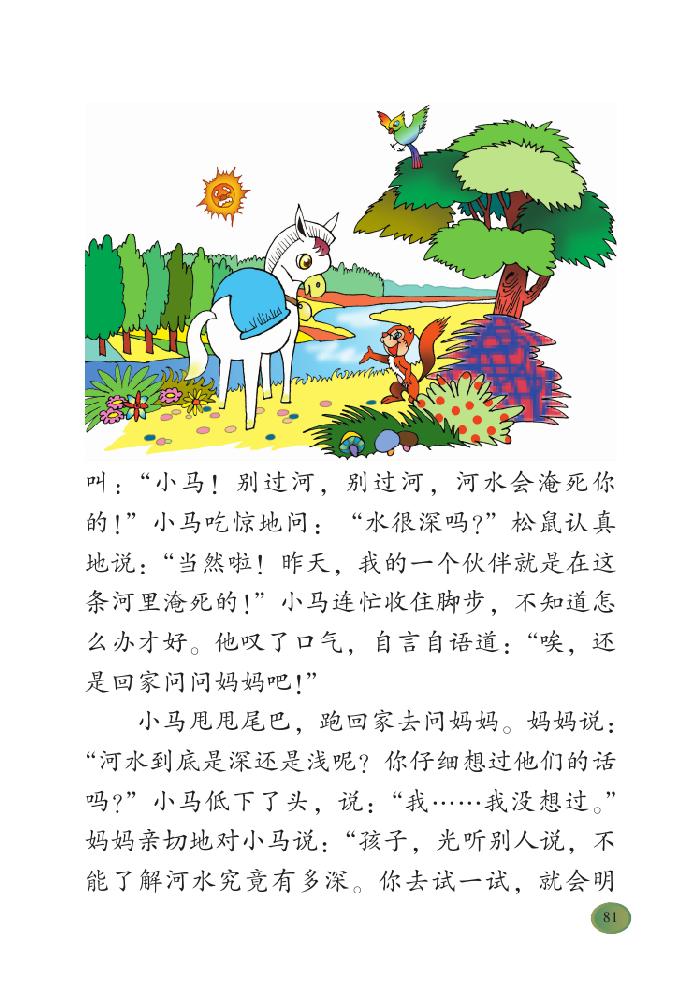 叫：“小马！别过河，别过河，河水会淹死你
的！”小马吃惊地问：“水很深吗？”松鼠认真
地说：“当然啦！昨天，我的一个伙伴就是在这
条河里淹死的！”小马连忙收住脚步，不知道怎
么办才好。他叹了口气，自言自语道：“唉，还
是回家问问妈妈吧！”
小马甩甩尾巴，跑回家去问妈妈。妈妈说：
“河水到底是深还是浅呢？你仔细想过他们的话
吗？”小马低下了头，说：“我……我没想过。”
妈妈亲切地对小马说：“孩子，光听别人说，不
能了解河水究竟有多深。你去试一试，就会明
81